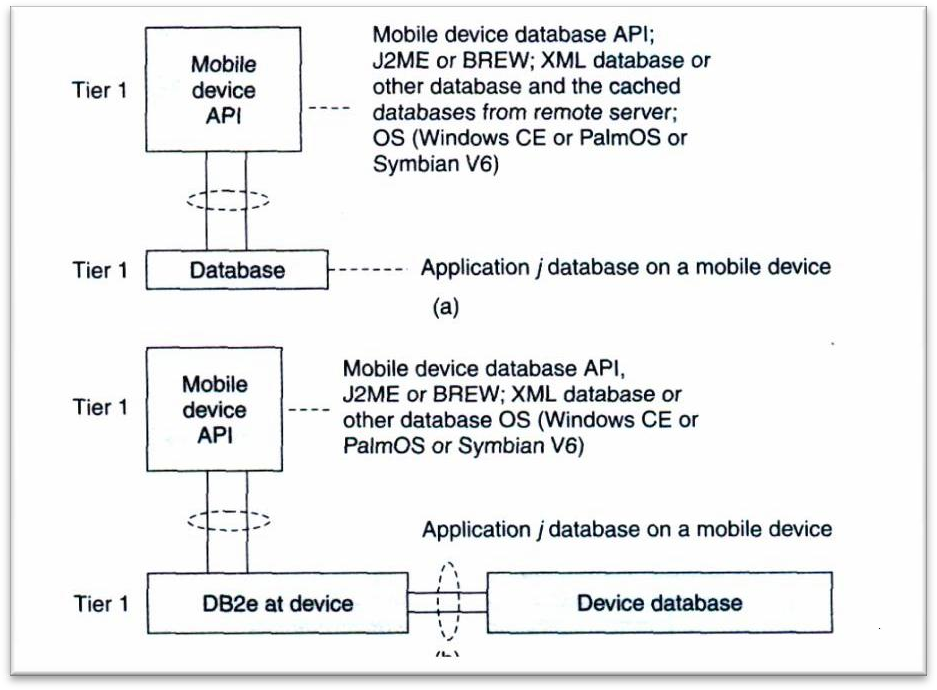 Mobile device database API;
J2ME or BREW; XML database or
other database and the cached
databases from remote server;
OS (Windows CE or PalmOS or
Symbian V6)
Tier 1
Mobile
device
API
Tier 1
Database
Application j database on a mobile device
(a)
Mobile device database API,
J2ME or BREW; XML database or
other database OS (Windows CE or
PalmOS or Symbian V6)
Tier 1
Mobile
device
API
Application j database on a mobile device
Tier 1
DB2e at device
Device database